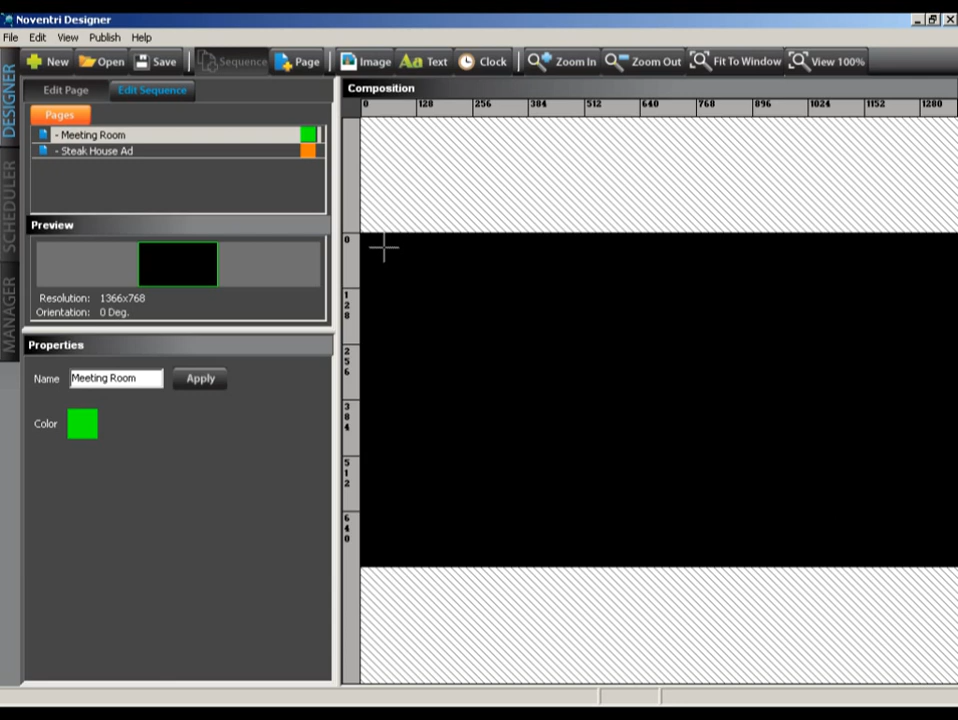 Noventri Designer
File Edit View Publish Help
New Open Save Sequence Page Image Text Clock Zoom In Zoom Out Fit To Window View 100%
DESIGNER
SCHEDULER
MANAGER
Edit Page Edit Sequence
Pages
- Meeting Room
- Steak House Ad
Preview
Resolution: 1366x768
Orientation: 0 Deg.
Properties
Name Meeting Room Apply
Color
Composition
0 128 256 384 512 640 768 896 1024 1152 1280
0
128
256
384
512
640